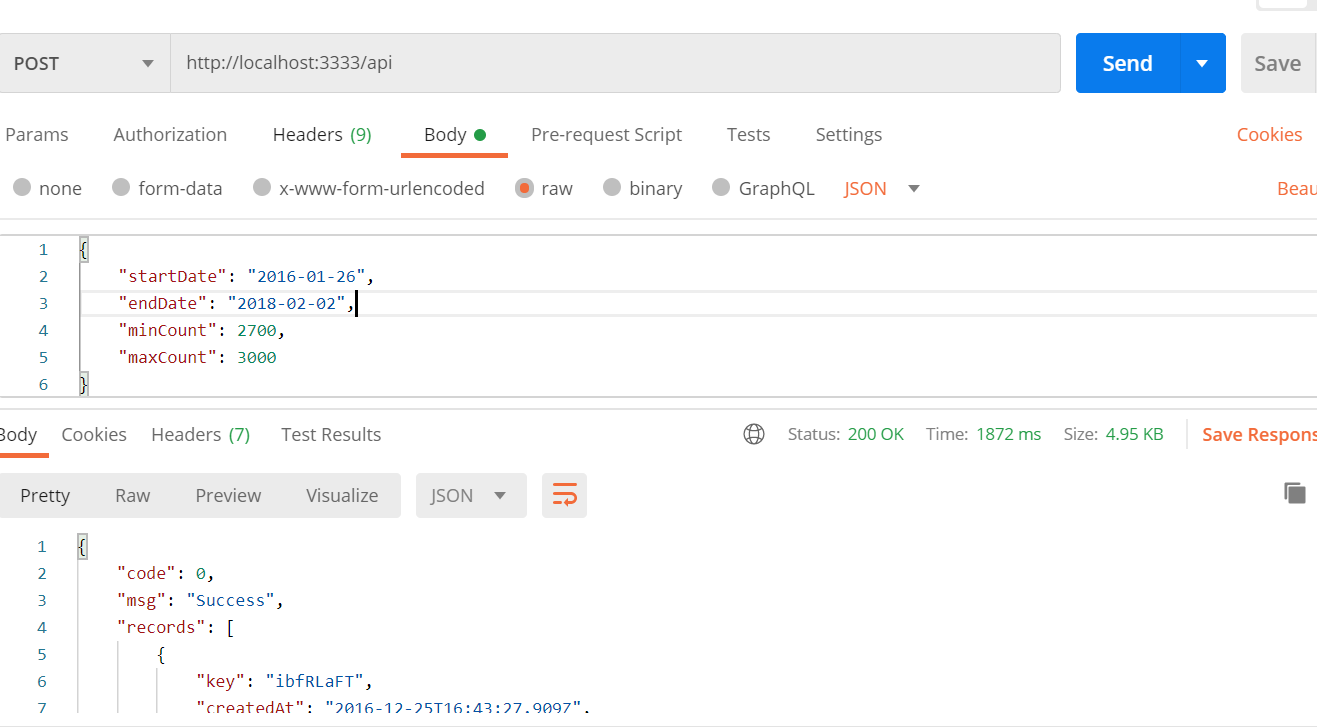 POST http://localhost:3333/api Send Save
Params Authorization Headers (9) Body Pre-request Script Tests Settings Cookies
none form-data x-www-form-urlencoded raw binary GraphQL JSON Beau
1 {
2 "startDate": "2016-01-26",
3 "endDate": "2018-02-02",
4 "minCount": 2700,
5 "maxCount": 3000
6 }
Body Cookies Headers (7) Test Results Status: 200 OK Time: 1872 ms Size: 4.95 KB Save Respons
Pretty Raw Preview Visualize JSON
1 {
2 "code": 0,
3 "msg": "Success",
4 "records": [
5 {
6 "key": "ibfRLaFT",
7 "createdAt": "2016-12-25T16:43:27.909Z",